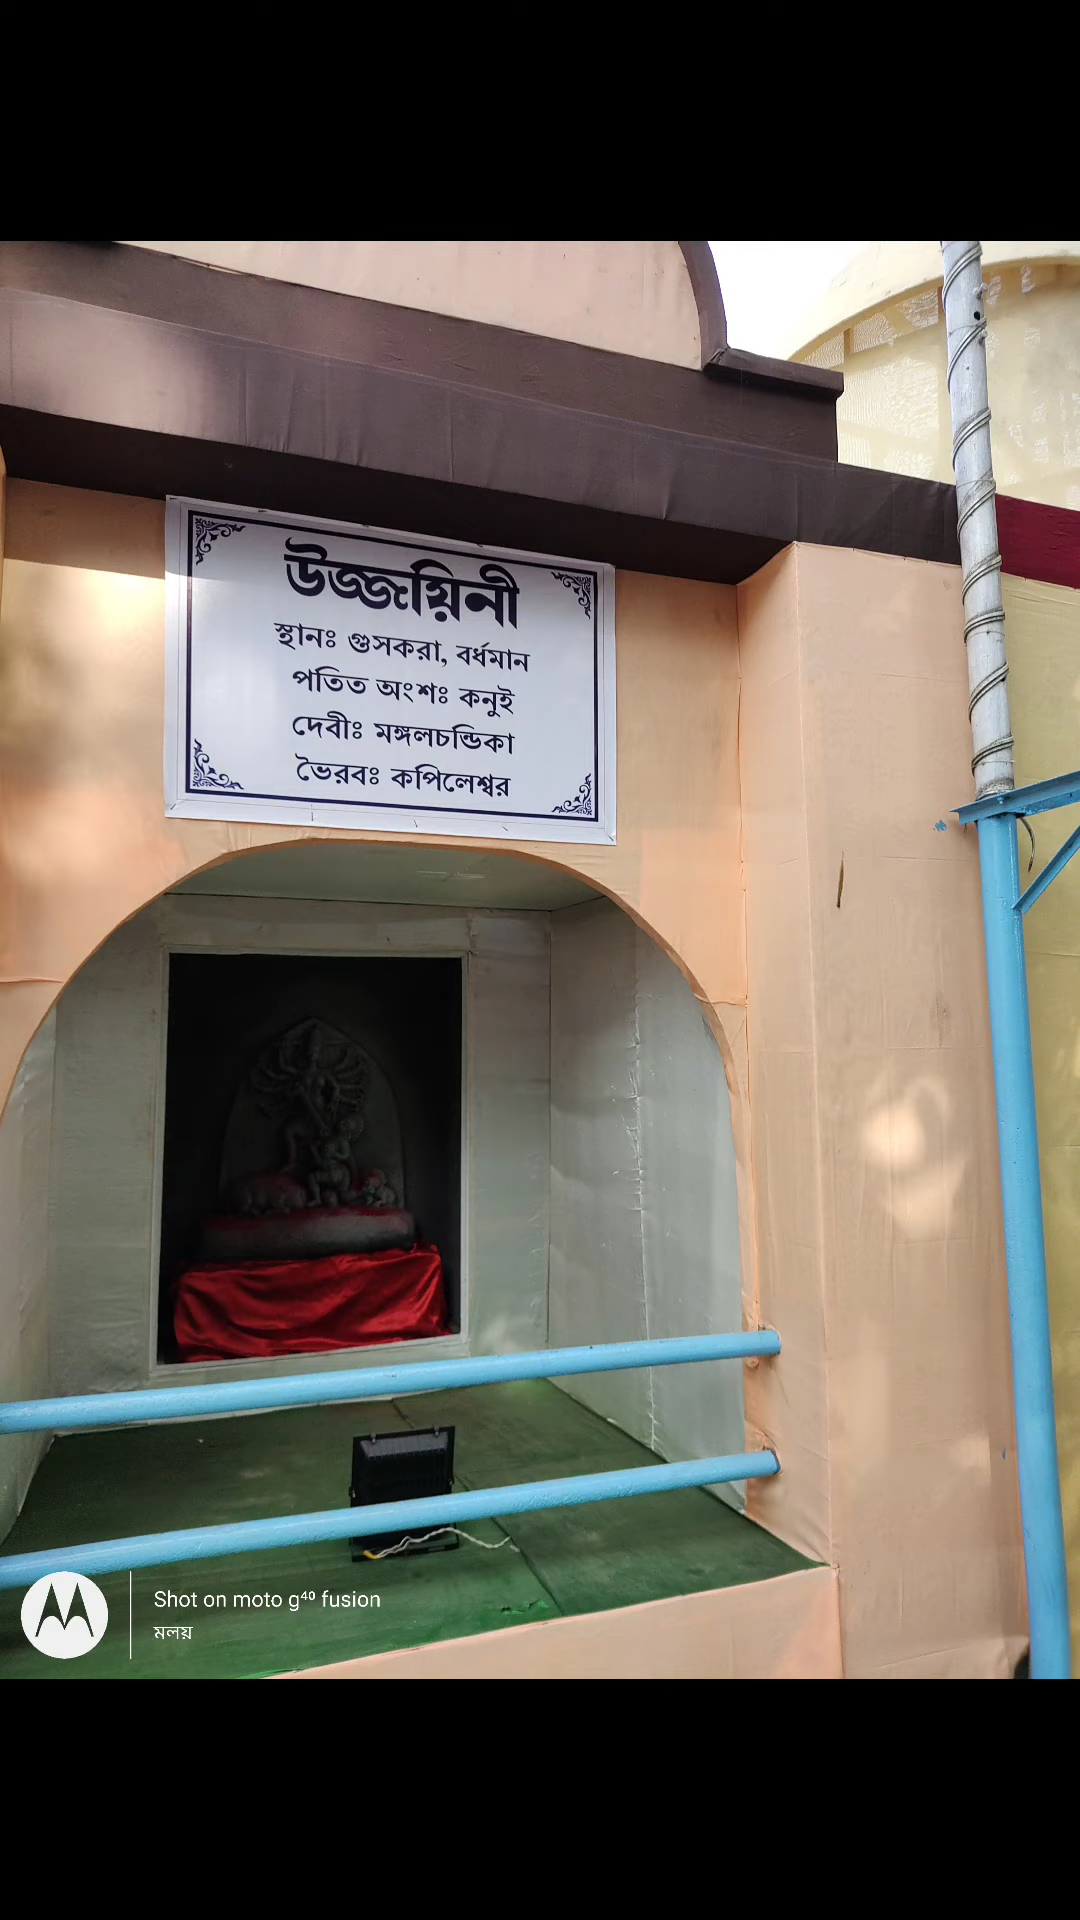 উজ্জয়িনী
স্থানঃ গুসকরা, বর্ধমান
পতিত অংশঃ কনুই
দেবীঃ মঙ্গলচন্ডিকা
ভৈরবঃ কপিলেশ্বর
Shot on moto g⁴⁰ fusion
মলয়